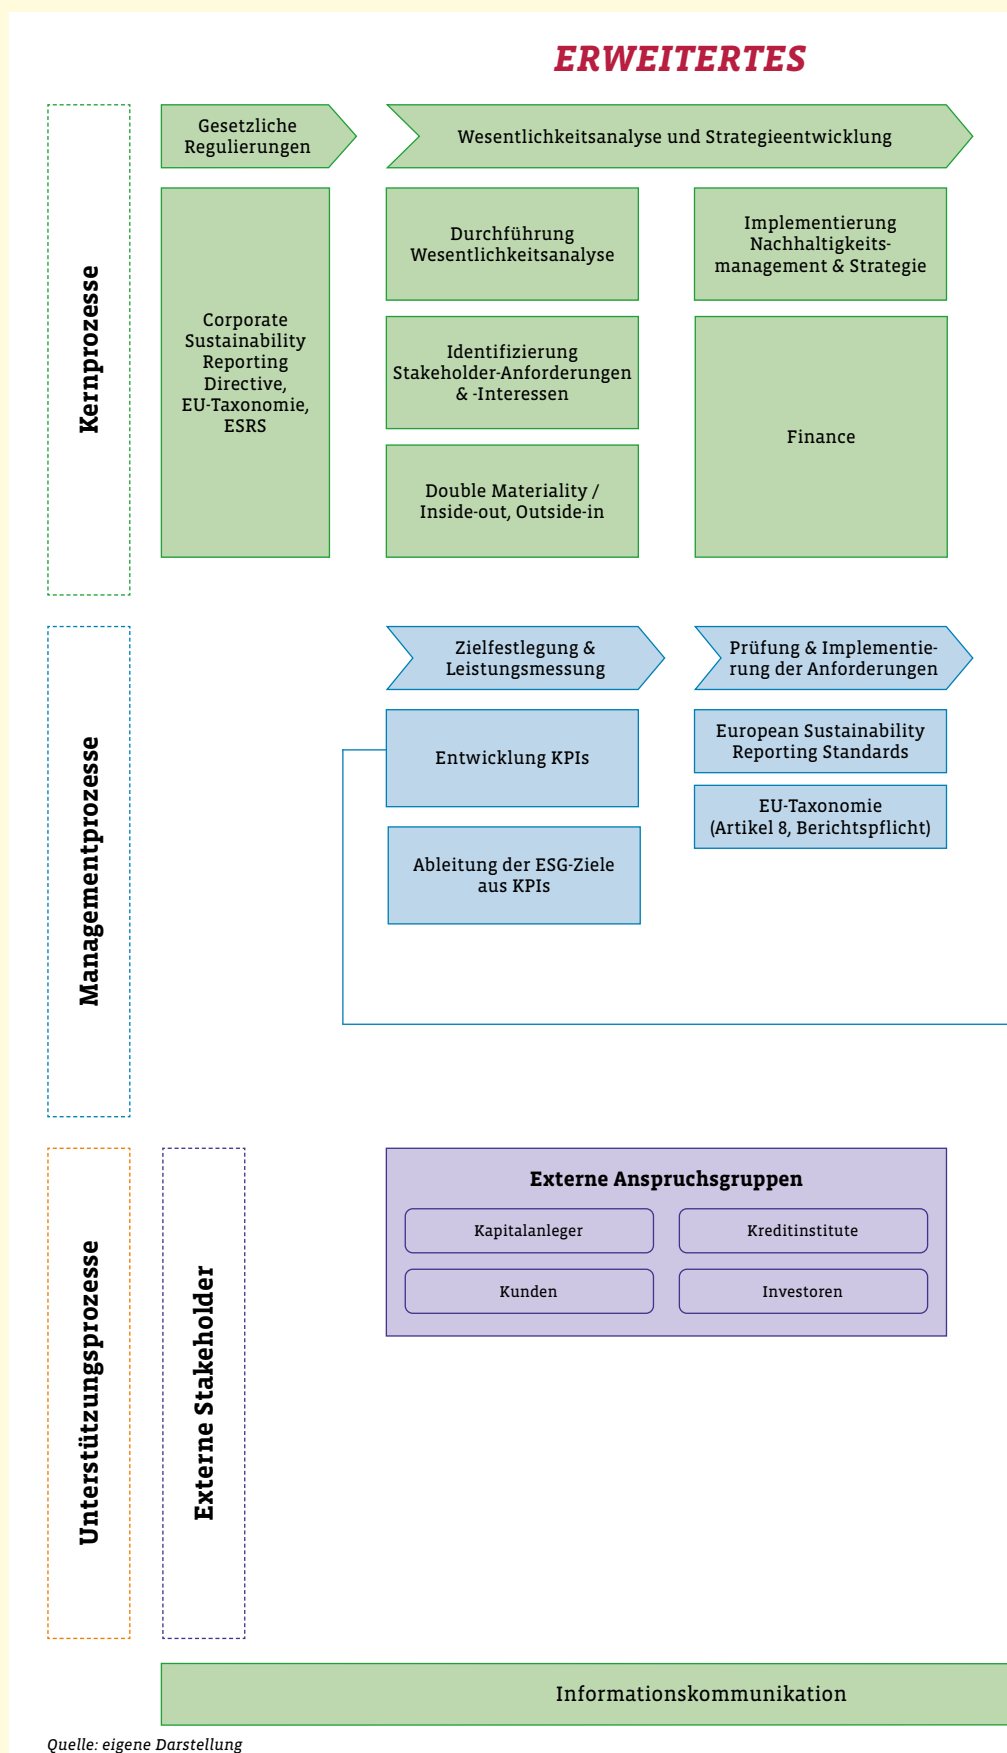 ERWEITERTES
Kernprozesse
Gesetzliche
Regulierungen
Wesentlichkeitsanalyse und Strategieentwicklung
Corporate
Sustainability
Reporting
Directive,
EU-Taxonomie,
ESRS
Durchführung
Wesentlichkeitsanalyse
Implementierung
Nachhaltigkeits-
management & Strategie
Identifizierung
Stakeholder-Anforderungen
& -Interessen
Finance
Double Materiality /
Inside-out, Outside-in
Managementprozesse
Zielfestlegung &
Leistungsmessung
Prüfung & Implementie-
rung der Anforderungen
Entwicklung KPIs
European Sustainability
Reporting Standards
EU-Taxonomie
(Artikel 8, Berichtspflicht)
Ableitung der ESG-Ziele
aus KPIs
Unterstützungsprozesse
Externe Stakeholder
Externe Anspruchsgruppen
Kapitalanleger
Kreditinstitute
Kunden
Investoren
Informationskommunikation
Quelle: eigene Darstellung